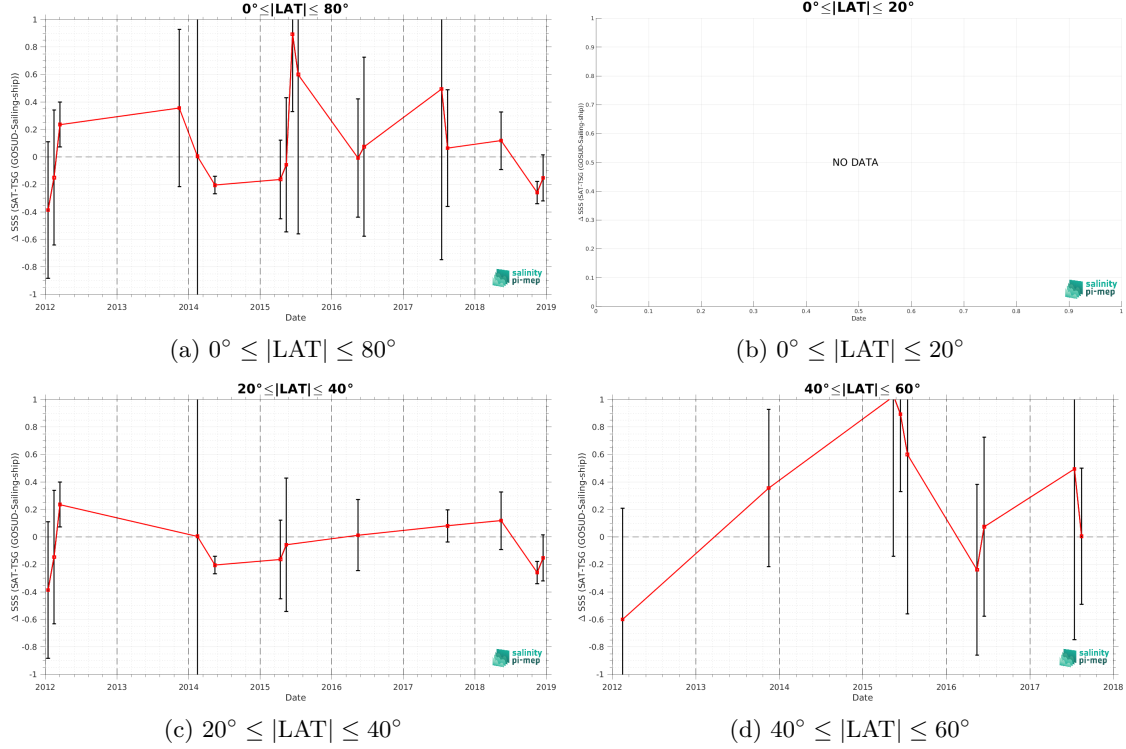 0°≤|LAT|≤ 80°
Δ SSS (SAT-TSG (GOSUD-Sailing-ship))
1
0.8
0.6
0.4
0.2
0
-0.2
-0.4
-0.6
-0.8
-1
2012 2013 2014 2015 2016 2017 2018 2019
Date
salinity
pi-mep
(a) 0° ≤ |LAT| ≤ 80°
0°≤|LAT|≤ 20°
Δ SSS (SAT-TSG (GOSUD-Sailing-ship))
1
0.9
0.8
0.7
0.6
0.5
0.4
0.3
0.2
0.1
0
NO DATA
0 0.1 0.2 0.3 0.4 0.5 0.6 0.7 0.8 0.9 1
Date
salinity
pi-mep
(b) 0° ≤ |LAT| ≤ 20°
20°≤|LAT|≤ 40°
Δ SSS (SAT-TSG (GOSUD-Sailing-ship))
1
0.8
0.6
0.4
0.2
0
-0.2
-0.4
-0.6
-0.8
-1
2012 2013 2014 2015 2016 2017 2018 2019
Date
salinity
pi-mep
(c) 20° ≤ |LAT| ≤ 40°
40°≤|LAT|≤ 60°
Δ SSS (SAT-TSG (GOSUD-Sailing-ship))
1
0.8
0.6
0.4
0.2
0
-0.2
-0.4
-0.6
-0.8
-1
2012 2013 2014 2015 2016 2017 2018
Date
salinity
pi-mep
(d) 40° ≤ |LAT| ≤ 60°